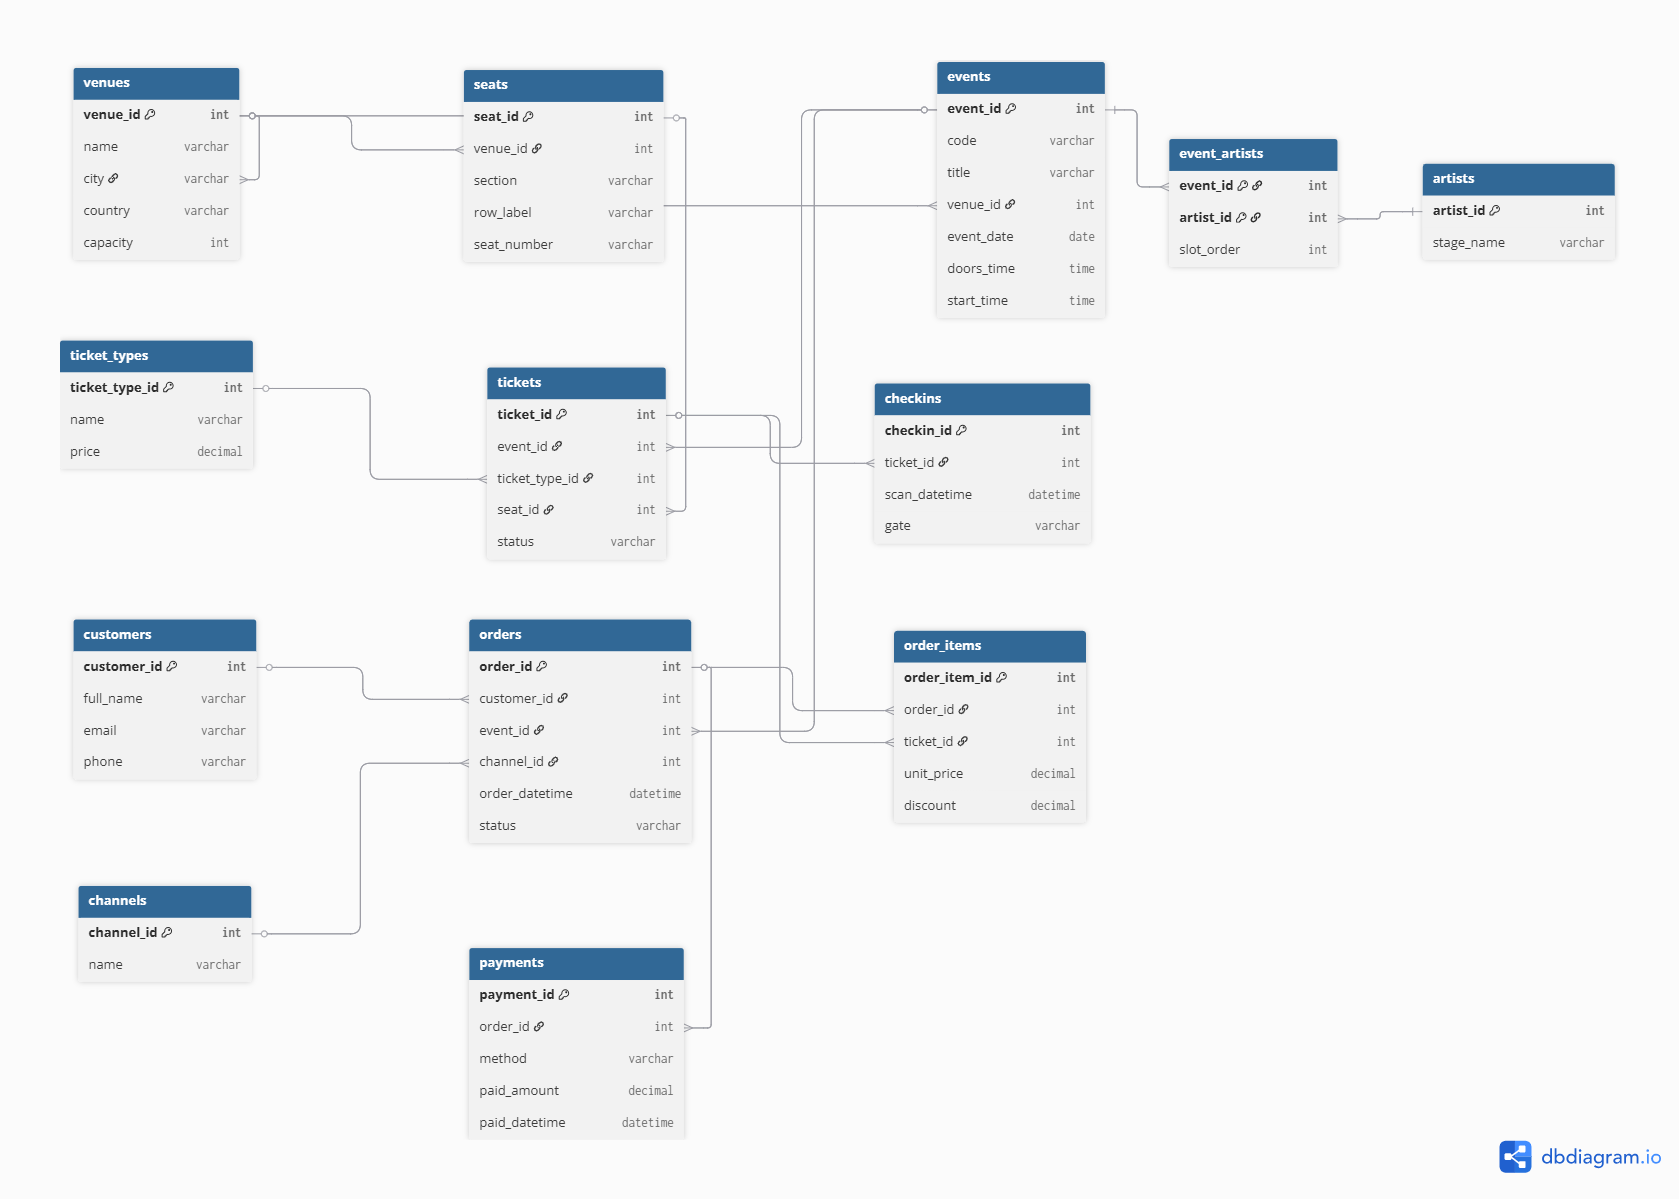 venues
venue_id int
name varchar
city varchar
country varchar
capacity int
seats
seat_id int
venue_id int
section varchar
row_label varchar
seat_number varchar
events
event_id int
code varchar
title varchar
venue_id int
event_date date
doors_time time
start_time time
event_artists
event_id int
artist_id int
slot_order int
artists
artist_id int
stage_name varchar
ticket_types
ticket_type_id int
name varchar
price decimal
tickets
ticket_id int
event_id int
ticket_type_id int
seat_id int
status varchar
checkins
checkin_id int
ticket_id int
scan_datetime datetime
gate varchar
customers
customer_id int
full_name varchar
email varchar
phone varchar
orders
order_id int
customer_id int
event_id int
channel_id int
order_datetime datetime
status varchar
order_items
order_item_id int
order_id int
ticket_id int
unit_price decimal
discount decimal
channels
channel_id int
name varchar
payments
payment_id int
order_id int
method varchar
paid_amount decimal
paid_datetime datetime
dbdiagram.io